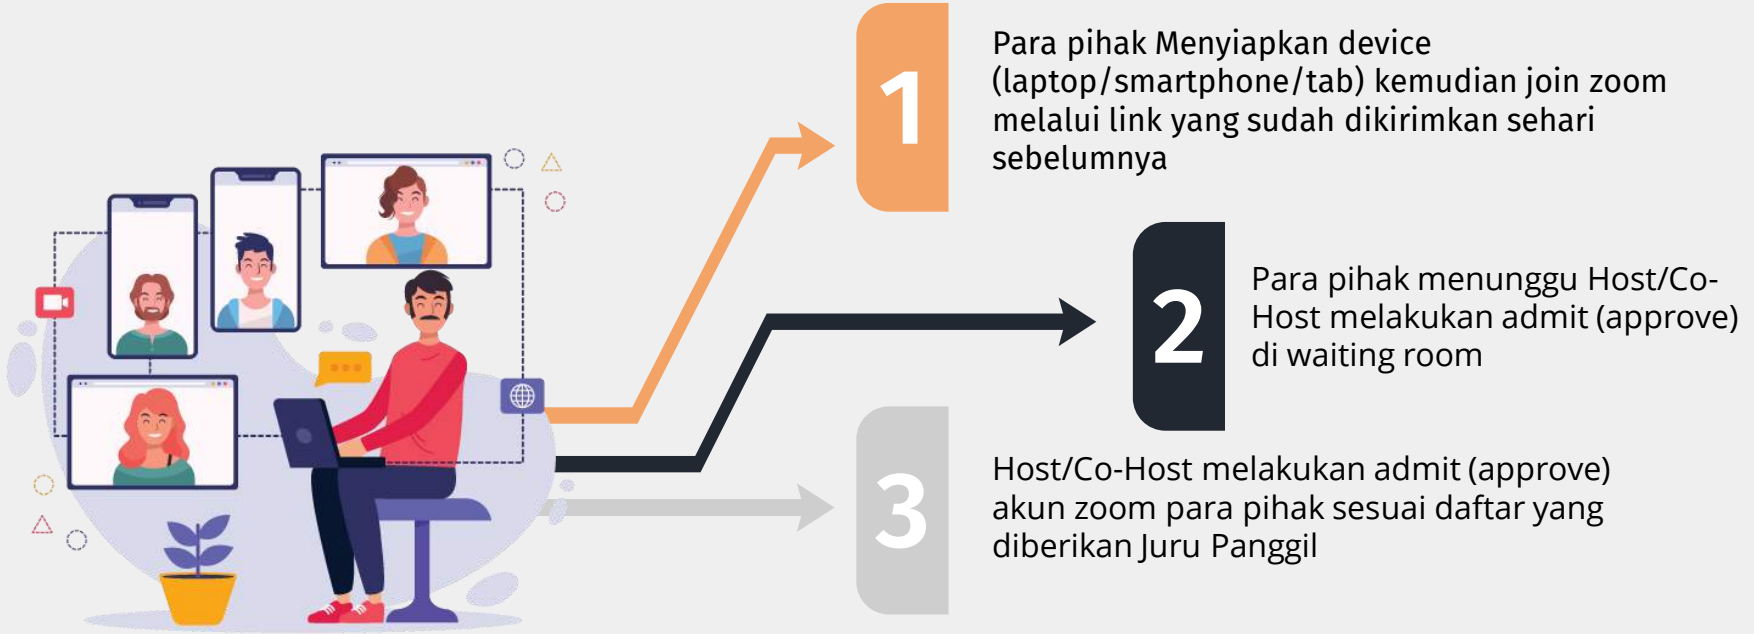 1
Para pihak Menyiapkan device
(laptop/smartphone/tab) kemudian join zoom
melalui link yang sudah dikirimkan sehari
sebelumnya
2
Para pihak menunggu Host/Co-
Host melakukan admit (approve)
di waiting room
3
Host/Co-Host melakukan admit (approve)
akun zoom para pihak sesuai daftar yang
diberikan Juru Panggil